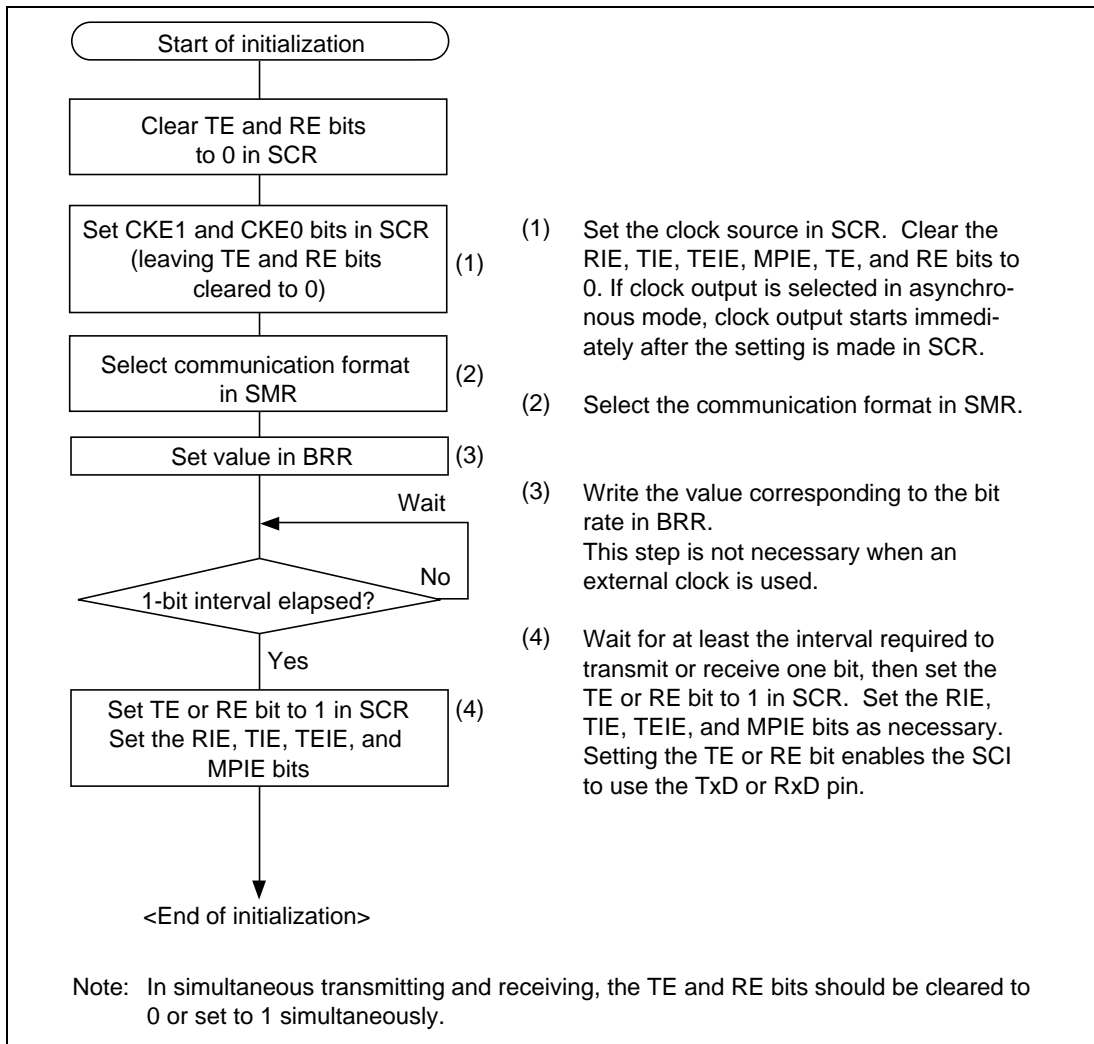 Start of initialization
Clear TE and RE bits
to 0 in SCR
Set CKE1 and CKE0 bits in SCR
(leaving TE and RE bits
cleared to 0)
(1)
Select communication format
in SMR
(2)
Set value in BRR
(3)
Wait
No
1-bit interval elapsed?
Yes
Set TE or RE bit to 1 in SCR
Set the RIE, TIE, TEIE, and
MPIE bits
(4)
<End of initialization>
(1) Set the clock source in SCR. Clear the
RIE, TIE, TEIE, MPIE, TE, and RE bits to
0. If clock output is selected in asynchro-
nous mode, clock output starts immedi-
ately after the setting is made in SCR.
(2) Select the communication format in SMR.
(3) Write the value corresponding to the bit
rate in BRR.
This step is not necessary when an
external clock is used.
(4) Wait for at least the interval required to
transmit or receive one bit, then set the
TE or RE bit to 1 in SCR. Set the RIE,
TIE, TEIE, and MPIE bits as necessary.
Setting the TE or RE bit enables the SCI
to use the TxD or RxD pin.
Note: In simultaneous transmitting and receiving, the TE and RE bits should be cleared to
0 or set to 1 simultaneously.